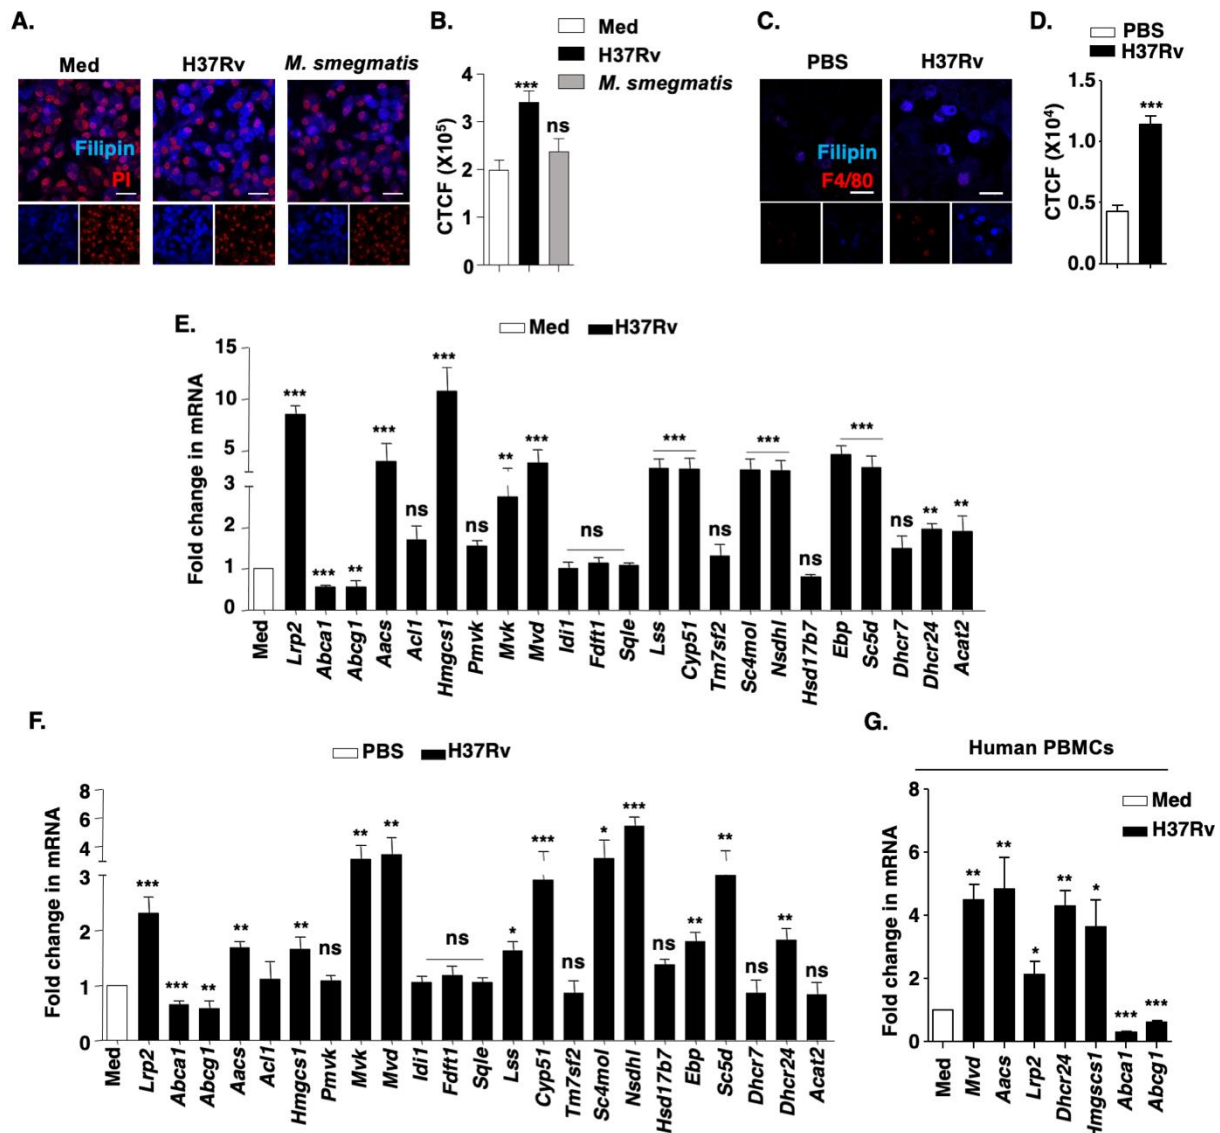 A.
Med
H37Rv
M. smegmatis
Filipin
PI
B.
Med
H37Rv
M. smegmatis
CTCF (X10⁵)
4
3
2
1
0
***
ns
C.
PBS
H37Rv
Filipin
F4/80
D.
PBS
H37Rv
CTCF (X10⁴)
1.5
1.0
0.5
0.0
***
E.
Med H37Rv
Fold change in mRNA
15
10
5
3
2
1
0
***
***
**
***
ns
***
ns
**
***
ns
***
ns
***
ns
***
ns
**
**
Med
Lrp2
Abca1
Abcg1
Aacs
Acl1
Hmgcs1
Pmvk
Mvk
Mvd
Idi1
Fdft1
Sqle
Lss
Cyp51
Tm7sf2
Sc4mol
Nsdhl
Hsd17b7
Ebp
Sc5d
Dhcr7
Dhcr24
Acat2
F.
PBS H37Rv
Fold change in mRNA
8
6
4
3
2
1
0
***
***
**
**
**
ns
**
**
ns
*
***
ns
*
***
ns
**
**
ns
**
ns
Med
Lrp2
Abca1
Abcg1
Aacs
Acl1
Hmgcs1
Pmvk
Mvk
Mvd
Idi1
Fdft1
Sqle
Lss
Cyp51
Tm7sf2
Sc4mol
Nsdhl
Hsd17b7
Ebp
Sc5d
Dhcr7
Dhcr24
Acat2
G.
Human PBMCs
Med
H37Rv
Fold change in mRNA
8
6
4
2
0
**
**
*
**
*
***
***
Med
Mvd
Aacs
Lrp2
Dhcr24
Hmgscs1
Abca1
Abcg1